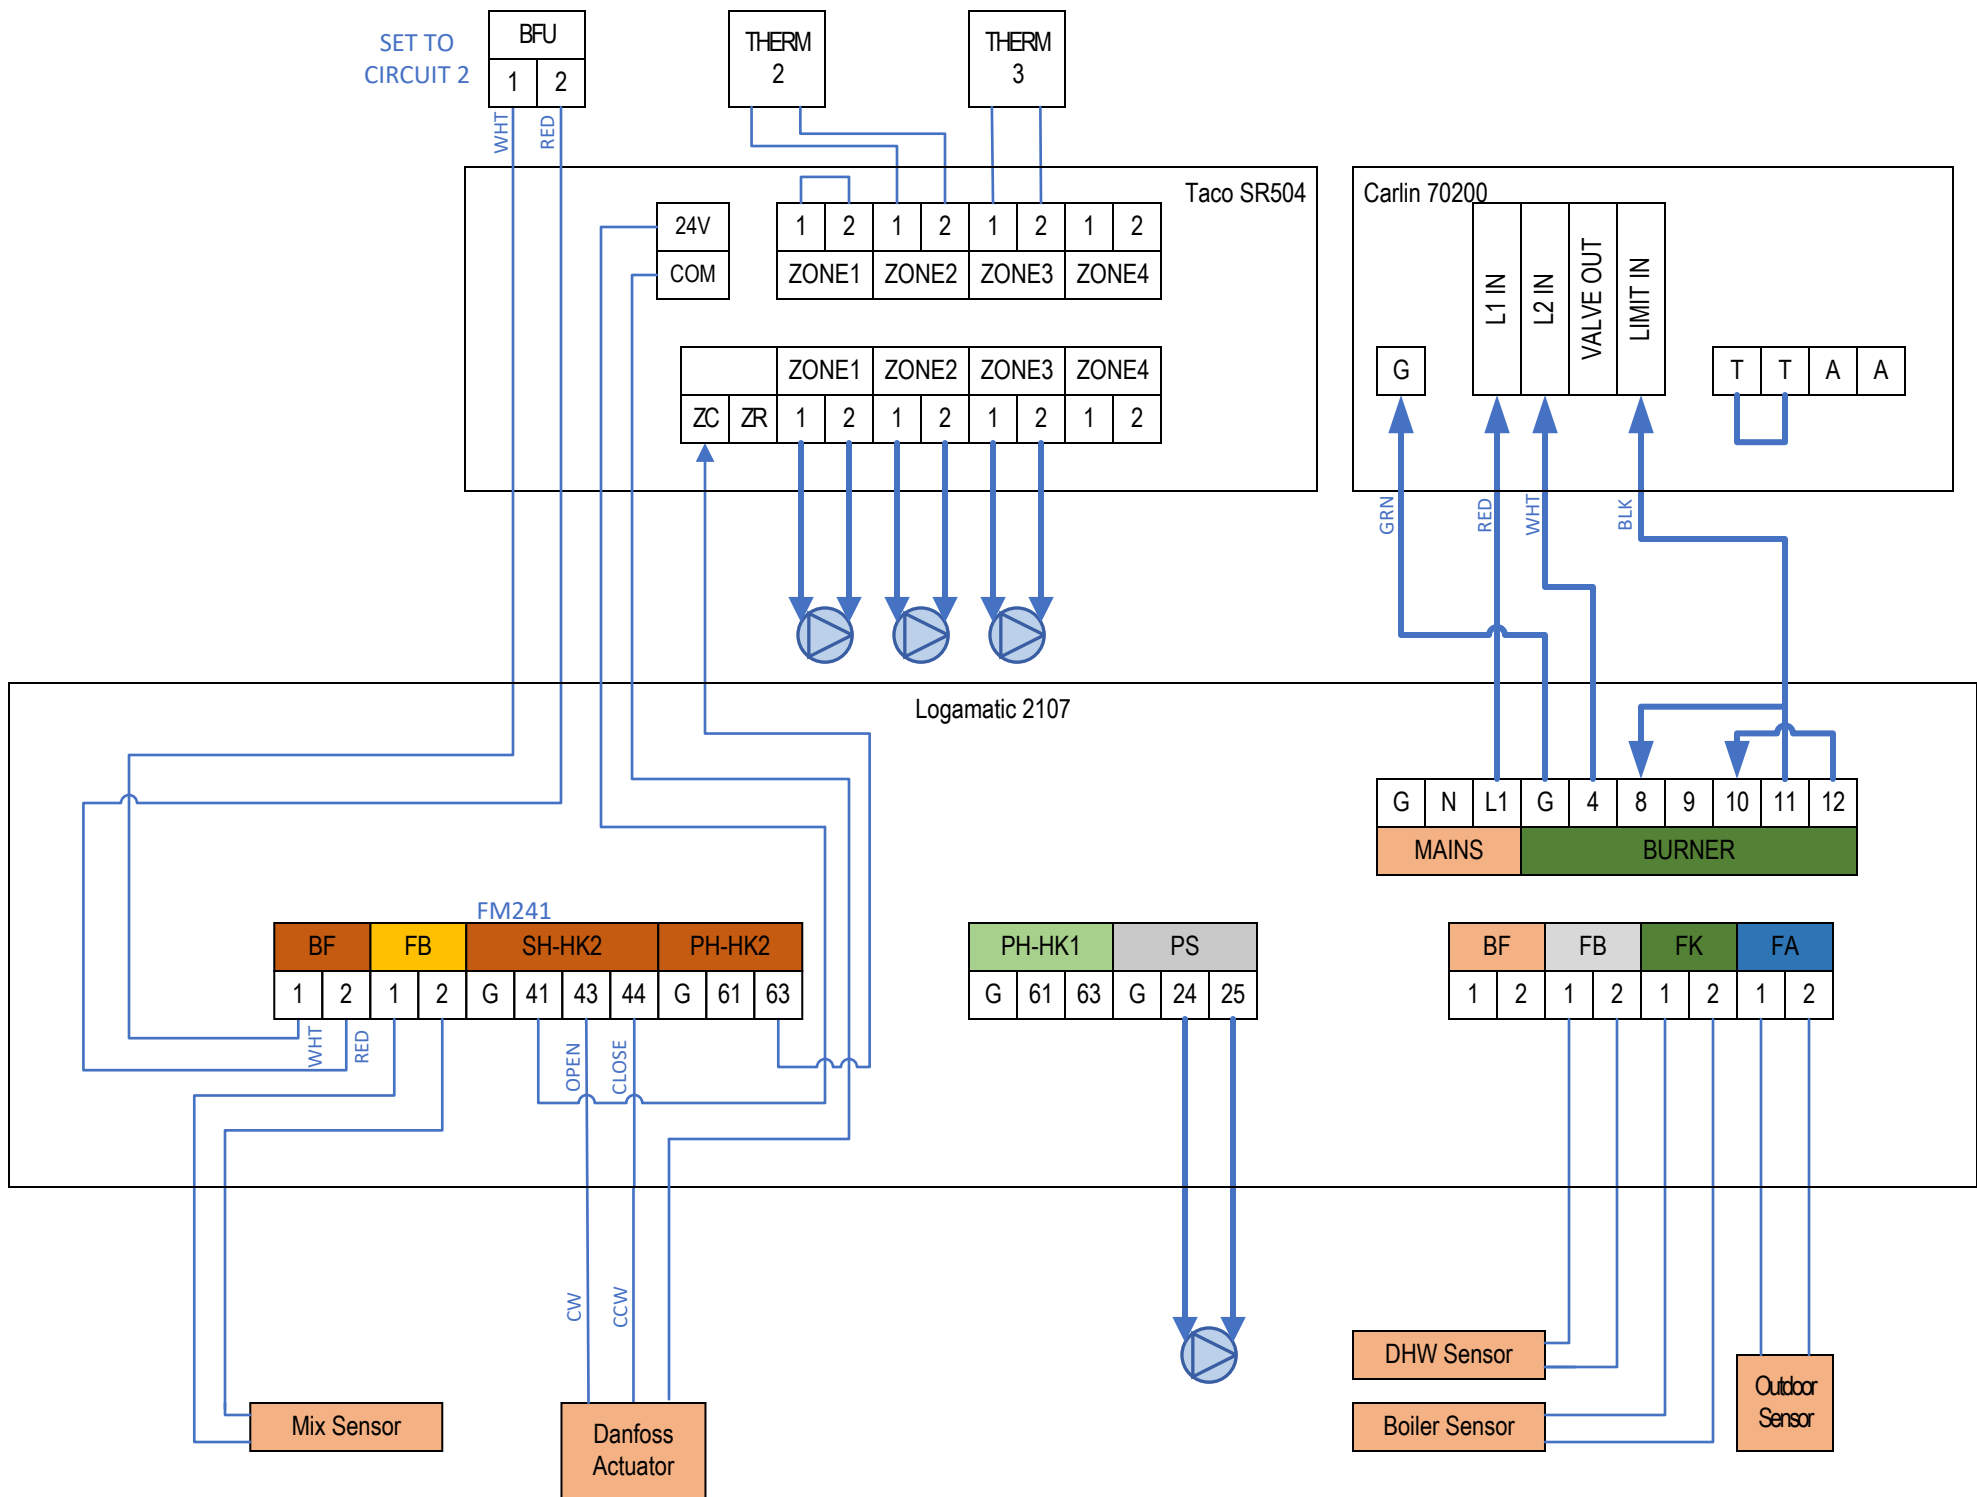 BFU
1 2
SET TO
CIRCUIT 2
WHT
RED
THERM
2
THERM
3
Taco SR504
24V
COM
1 2 1 2 1 2 1 2
ZONE1 ZONE2 ZONE3 ZONE4
ZONE1 ZONE2 ZONE3 ZONE4
ZC ZR 1 2 1 2 1 2 1 2
Carlin 70200
L1 IN
L2 IN
VALVE OUT
LIMIT IN
G
T T A A
GRN
RED
WHT
BLK
Logamatic 2107
G N L1 G 4 8 9 10 11 12
MAINS BURNER
FM241
BF FB SH-HK2 PH-HK2
1 2 1 2 G 41 43 44 G 61 63
WHT
RED
OPEN
CLOSE
PH-HK1 PS
G 61 63 G 24 25
BF FB FK FA
1 2 1 2 1 2 1 2
CW
CCW
Mix Sensor
Danfoss
Actuator
DHW Sensor
Boiler Sensor
Outdoor
Sensor